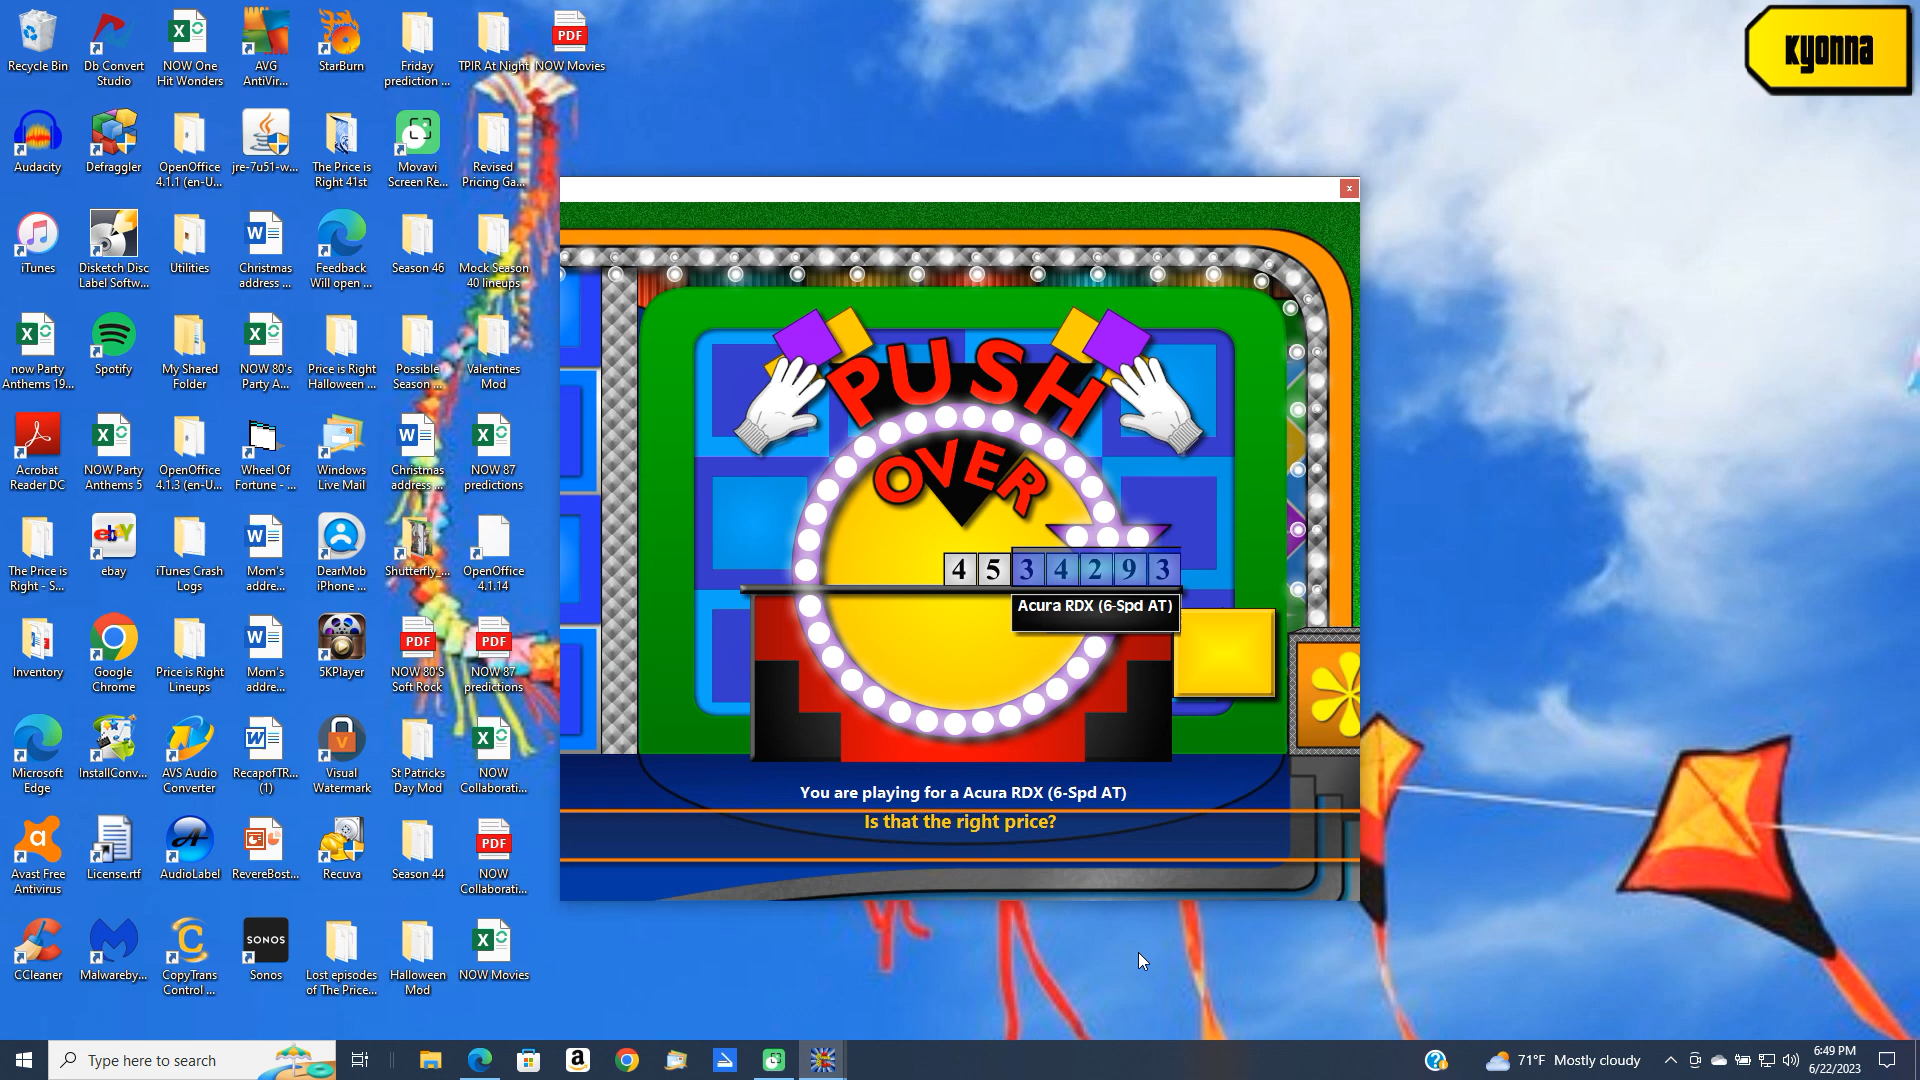 Recycle Bin
Db Convert
Studio
NOW One
Hit Wonders
AVG
AntiVir...
StarBurn
Friday
prediction ...
TPIR At Night
PDF
NOW Movies
Kyonna
Audacity
Defraggler
OpenOffice
4.1.1 (en-U...
jre-7u51-w...
The Price is
Right 41st
Movavi
Screen Re...
Revised
Pricing Ga...
iTunes
Disketch Disc
Label Softw...
Utilities
Christmas
address ...
Feedback
Will open ...
Season 46
Mock Season
40 lineups
now Party
Anthems 19...
Spotify
My Shared
Folder
NOW 80's
Party A...
Price is Right
Halloween ...
Possible
Season ...
Valentines
Mod
Acrobat
Reader DC
NOW Party
Anthems 5
OpenOffice
4.1.3 (en-U...
Wheel Of
Fortune - ...
Windows
Live Mail
Christmas
address ...
NOW 87
predictions
The Price is
Right - S...
ebay
iTunes Crash
Logs
Mom's
addre...
DearMob
iPhone ...
Shutterfly_...
OpenOffice
4.1.14
Inventory
Google
Chrome
Price is Right
Lineups
Mom's
addre...
5KPlayer
PDF
NOW 80'S
Soft Rock
PDF
NOW 87
predictions
Microsoft
Edge
InstallConv...
AVS Audio
Converter
RecapofTR...
(1)
Visual
Watermark
St Patricks
Day Mod
NOW
Collaborati...
Avast Free
Antivirus
License.rtf
AudioLabel
RevereBost...
Recuva
Season 44
PDF
NOW
Collaborati...
CCleaner
Malwareby...
CopyTrans
Control ...
SONOS
Sonos
Lost episodes
of The Price...
Halloween
Mod
NOW Movies
PUSH
OVER
4 5 3 4 2 9 3
Acura RDX (6-Spd AT)
You are playing for a Acura RDX (6-Spd AT)
Is that the right price?
Type here to search
71°F Mostly cloudy
6:49 PM
6/22/2023